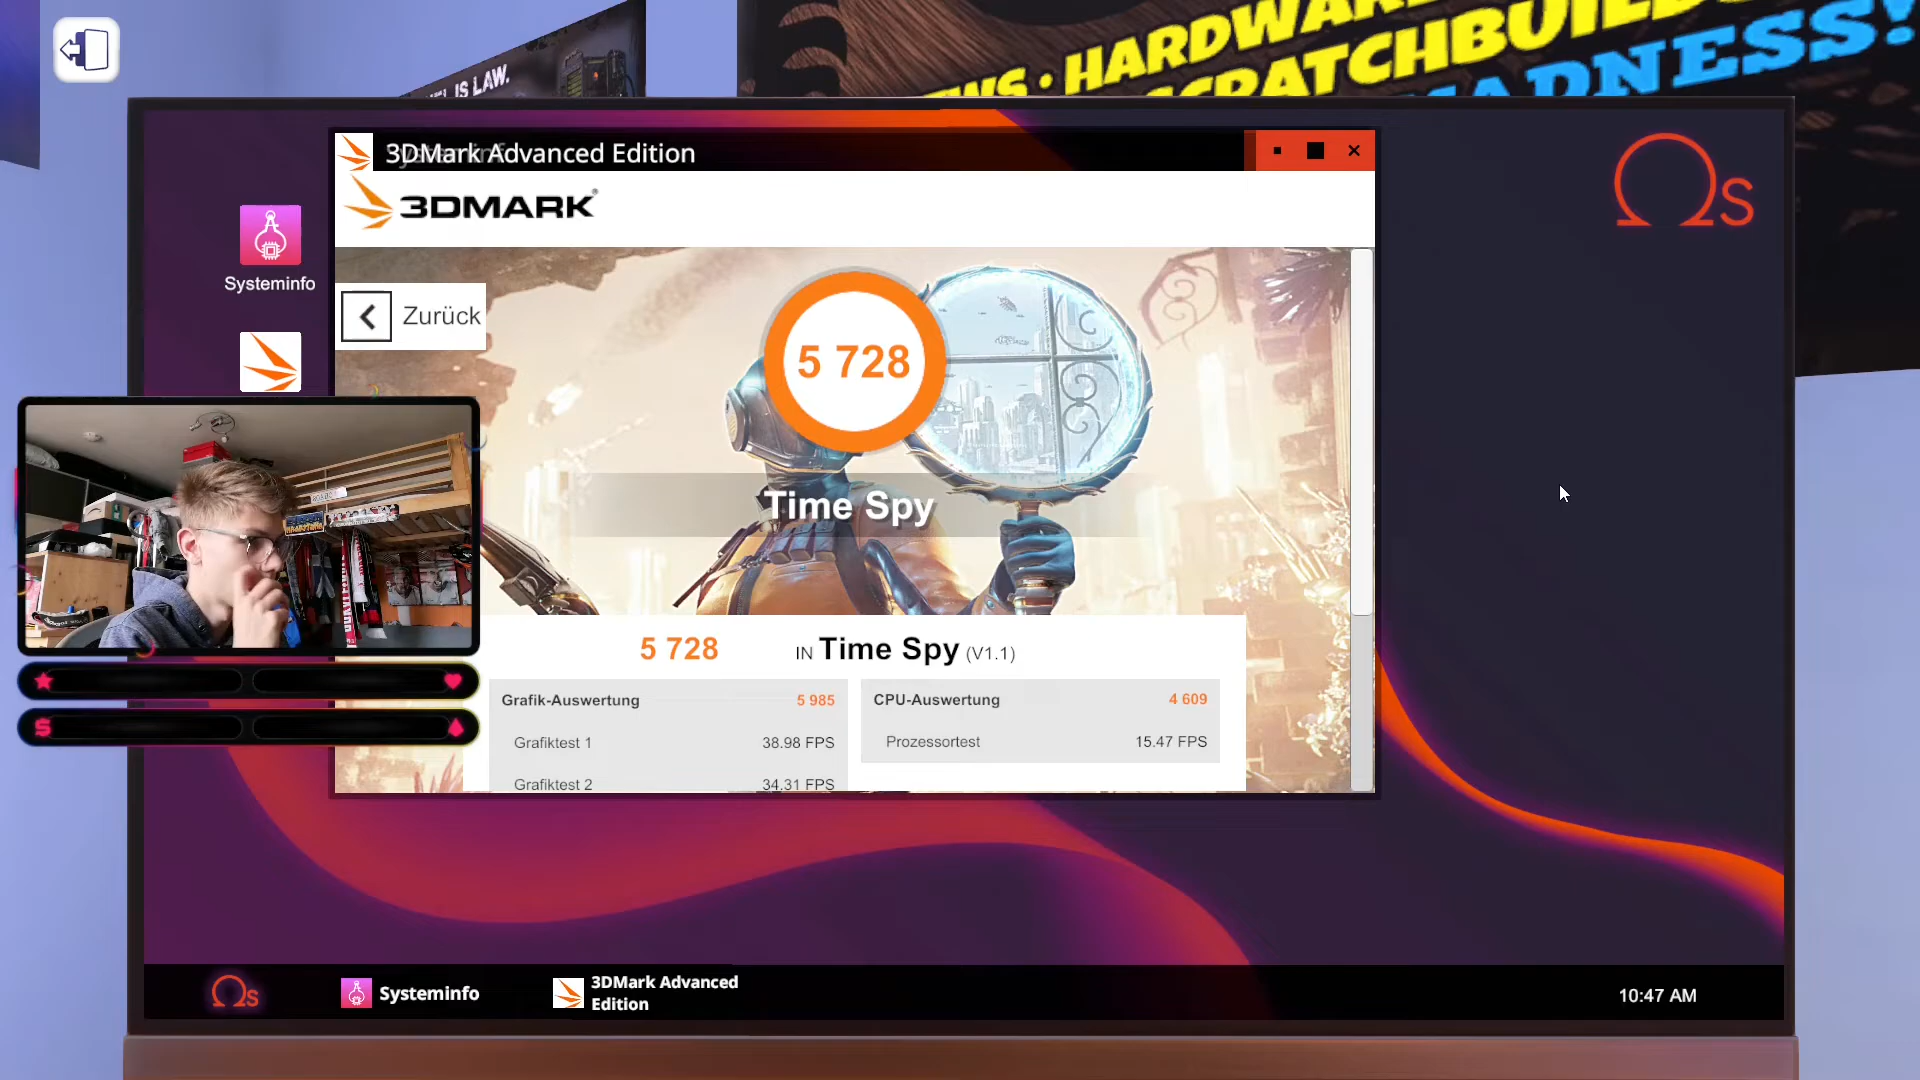 L IS LAW.
WS · HARDWAR
SCRATCHBUILD
MADNESS!
3DMark Advanced Edition
3DMARK
Ωs
Systeminfo
Zurück
5 728
Time Spy
5 728 IN Time Spy (V1.1)
Grafik-Auswertung 5 985
CPU-Auswertung 4 609
Grafiktest 1 38.98 FPS
Prozessortest 15.47 FPS
Grafiktest 2 34.31 FPS
Ωs
Systeminfo
3DMark Advanced
Edition
10:47 AM